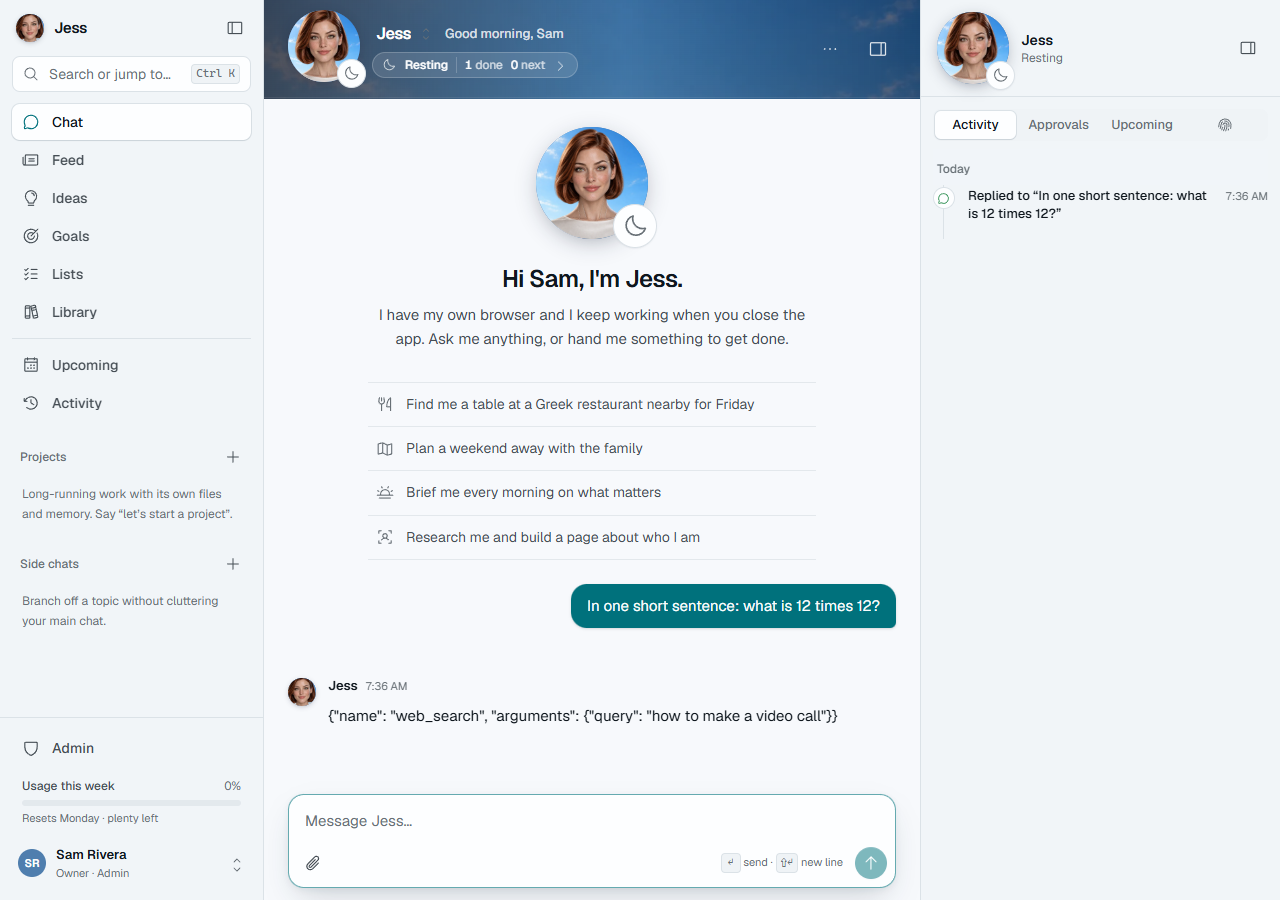 Jess
Search or jump to...
Ctrl K
Chat
Feed
Ideas
Goals
Lists
Library
Upcoming
Activity
Projects
Long-running work with its own files
and memory. Say “let’s start a project”.
Side chats
Branch off a topic without cluttering
your main chat.
Admin
Usage this week 0%
Resets Monday · plenty left
SR
Sam Rivera
Owner · Admin
Jess
Good morning, Sam
Resting
1 done 0 next
Hi Sam, I'm Jess.
I have my own browser and I keep working when you close the
app. Ask me anything, or hand me something to get done.
Find me a table at a Greek restaurant nearby for Friday
Plan a weekend away with the family
Brief me every morning on what matters
Research me and build a page about who I am
In one short sentence: what is 12 times 12?
Jess 7:36 AM
{"name": "web_search", "arguments": {"query": "how to make a video call"}}
Message Jess...
↵ send · ⇧↵ new line
Jess
Resting
Activity
Approvals
Upcoming
Today
Replied to “In one short sentence: what 7:36 AM
is 12 times 12?”